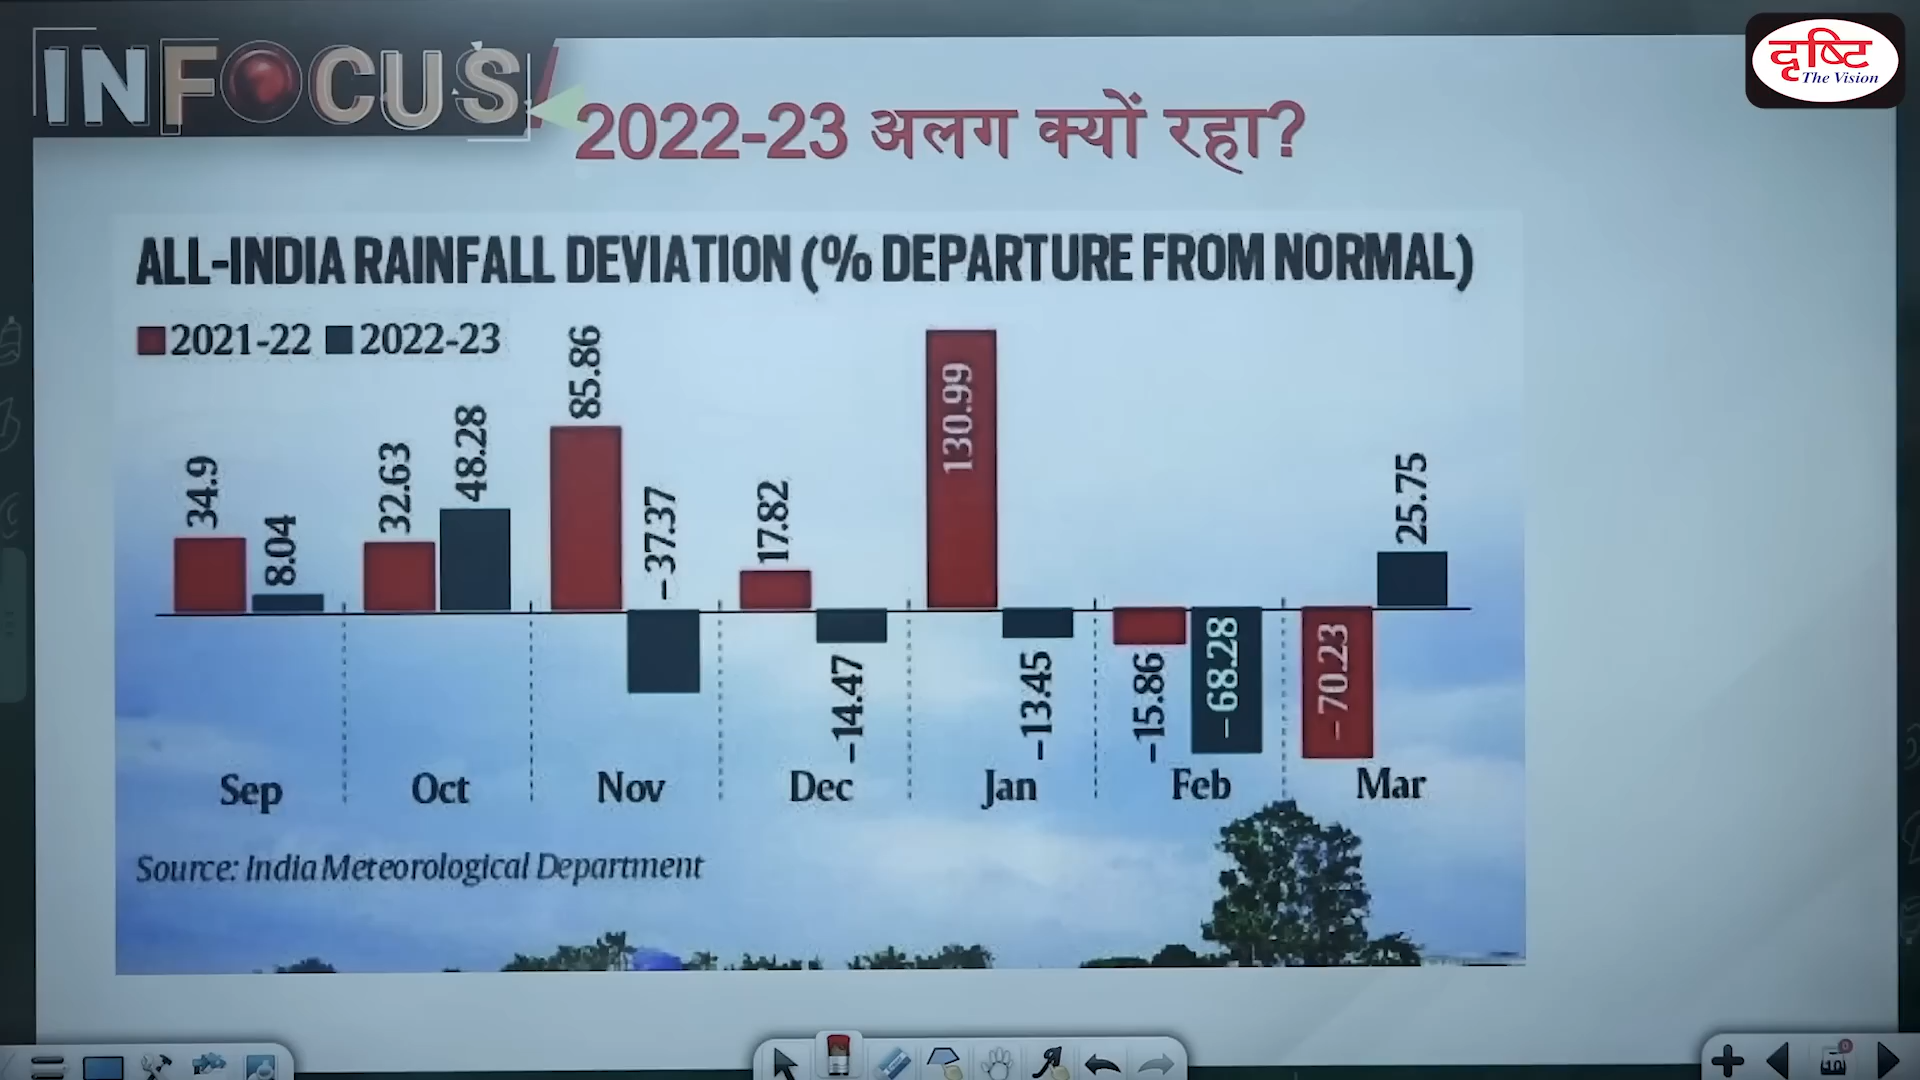 INFOCUS
दृष्टि
The Vision
2022-23 अलग क्यों रहा?
ALL-INDIA RAINFALL DEVIATION (% DEPARTURE FROM NORMAL)
2021-22 2022-23
34.9
8.04
32.63
48.28
85.86
-37.37
17.82
-14.47
130.99
-13.45
-15.86
-68.28
-70.23
25.75
Sep Oct Nov Dec Jan Feb Mar
Source: India Meteorological Department
10